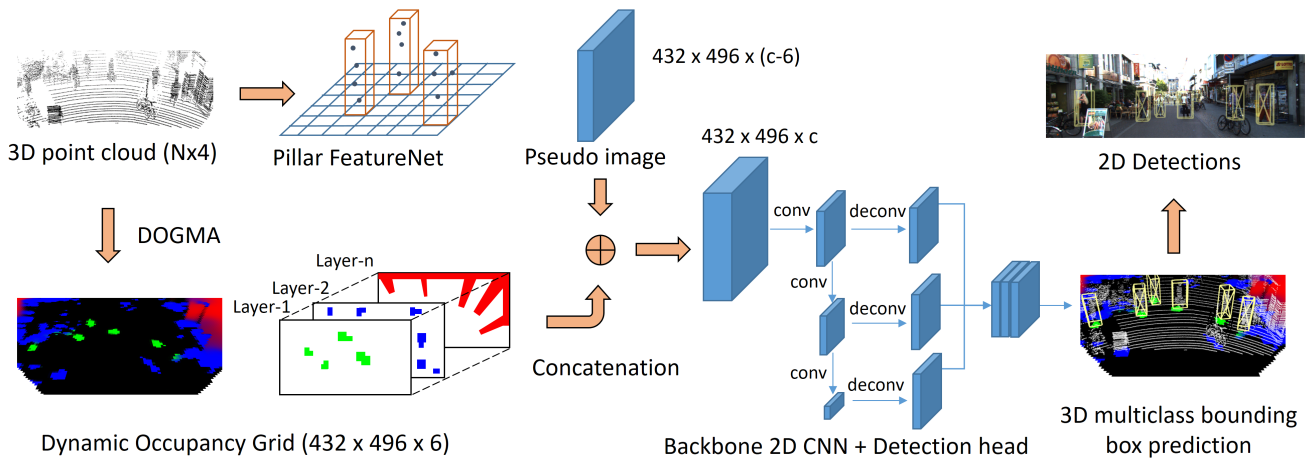 432 x 496 x (c-6)
3D point cloud (Nx4)
Pillar FeatureNet
Pseudo image
432 x 496 x c
2D Detections
DOGMA
conv
deconv
Layer-n
Layer-2
Layer-1
conv
deconv
Concatenation
conv
deconv
Dynamic Occupancy Grid (432 x 496 x 6)
Backbone 2D CNN + Detection head
3D multiclass bounding
box prediction